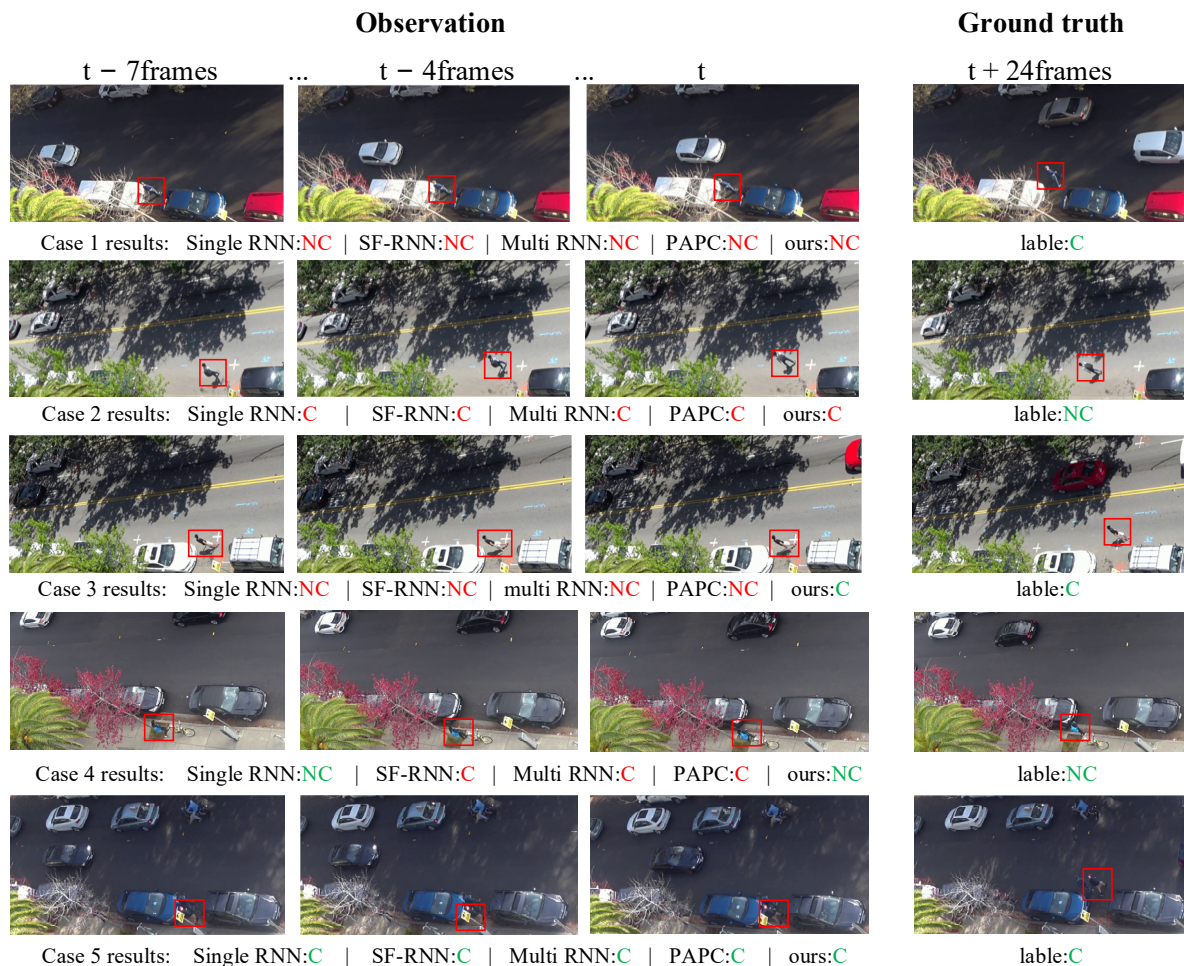 Observation Ground truth
t − 7frames ... t − 4frames ... t t + 24frames
Case 1 results: Single RNN:NC | SF-RNN:NC | Multi RNN:NC | PAPC:NC | ours:NC lable:C
Case 2 results: Single RNN:C | SF-RNN:C | Multi RNN:C | PAPC:C | ours:C lable:NC
Case 3 results: Single RNN:NC | SF-RNN:NC | multi RNN:NC | PAPC:NC | ours:C lable:C
Case 4 results: Single RNN:NC | SF-RNN:C | Multi RNN:C | PAPC:C | ours:NC lable:NC
Case 5 results: Single RNN:C | SF-RNN:C | Multi RNN:C | PAPC:C | ours:C lable:C